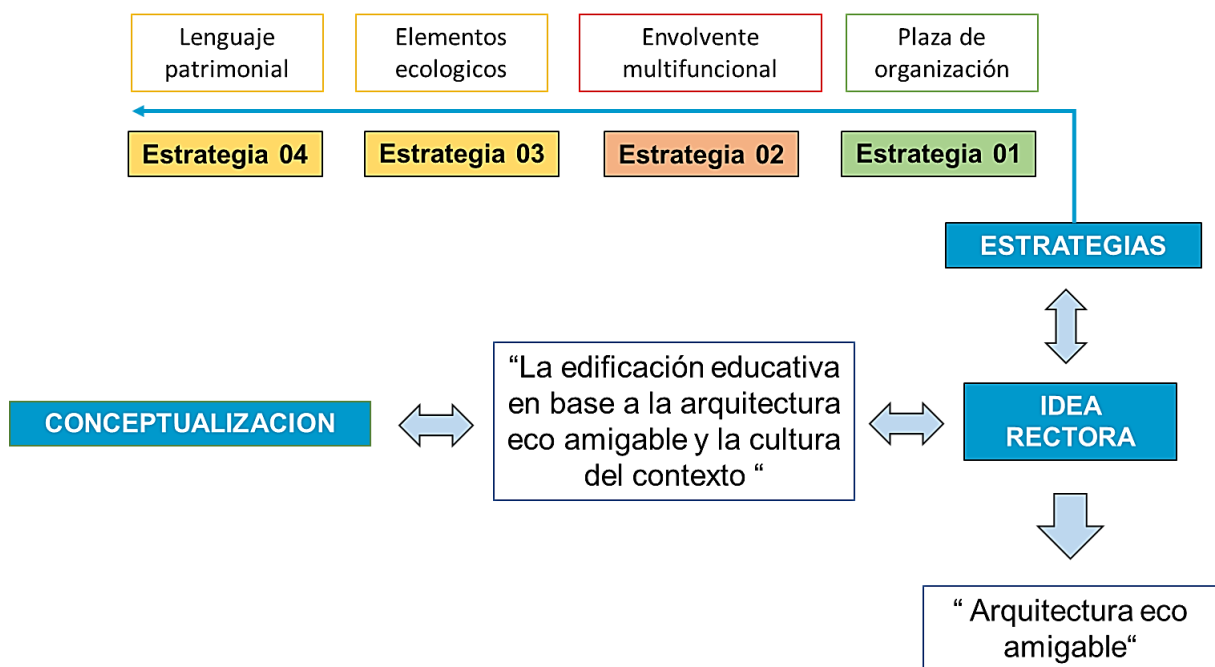 Lenguaje
patrimonial
Elementos
ecologicos
Envolvente
multifuncional
Plaza de
organización
Estrategia 04
Estrategia 03
Estrategia 02
Estrategia 01
ESTRATEGIAS
CONCEPTUALIZACION
“La edificación educativa
en base a la arquitectura
eco amigable y la cultura
del contexto “
IDEA
RECTORA
“ Arquitectura eco
amigable“